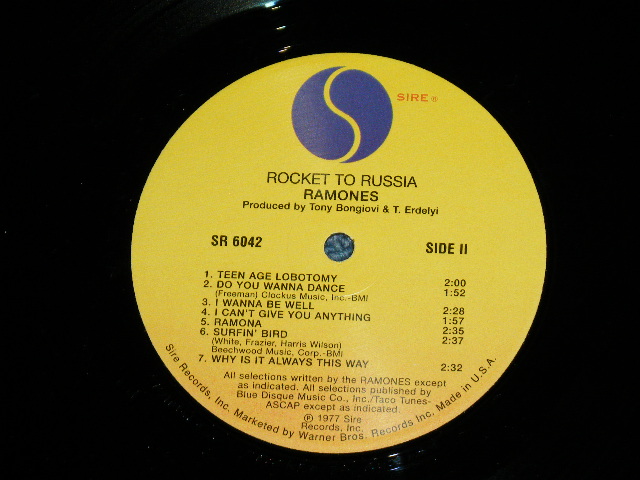 SIRE ®
ROCKET TO RUSSIA
RAMONES
Produced by Tony Bongiovi & T. Erdelyi
SR 6042 SIDE II
1. TEEN AGE LOBOTOMY 2:00
2. DO YOU WANNA DANCE 1:52
(Freeman) Clockus Music, Inc.-BMI
3. I WANNA BE WELL 2:28
4. I CAN'T GIVE YOU ANYTHING 1:57
5. RAMONA 2:35
6. SURFIN' BIRD 2:37
(White, Frazier, Harris Wilson)
Beechwood Music, Corp.-BMI
7. WHY IS IT ALWAYS THIS WAY 2:32
All selections written by the RAMONES except
as indicated. All selections published by
Blue Disque Music Co., Inc./Taco Tunes-
ASCAP except as indicated.
℗ 1977 Sire
Records, Inc.
Sire Records, Inc. Marketed by Warner Bros. Records Inc. Made in U.S.A.